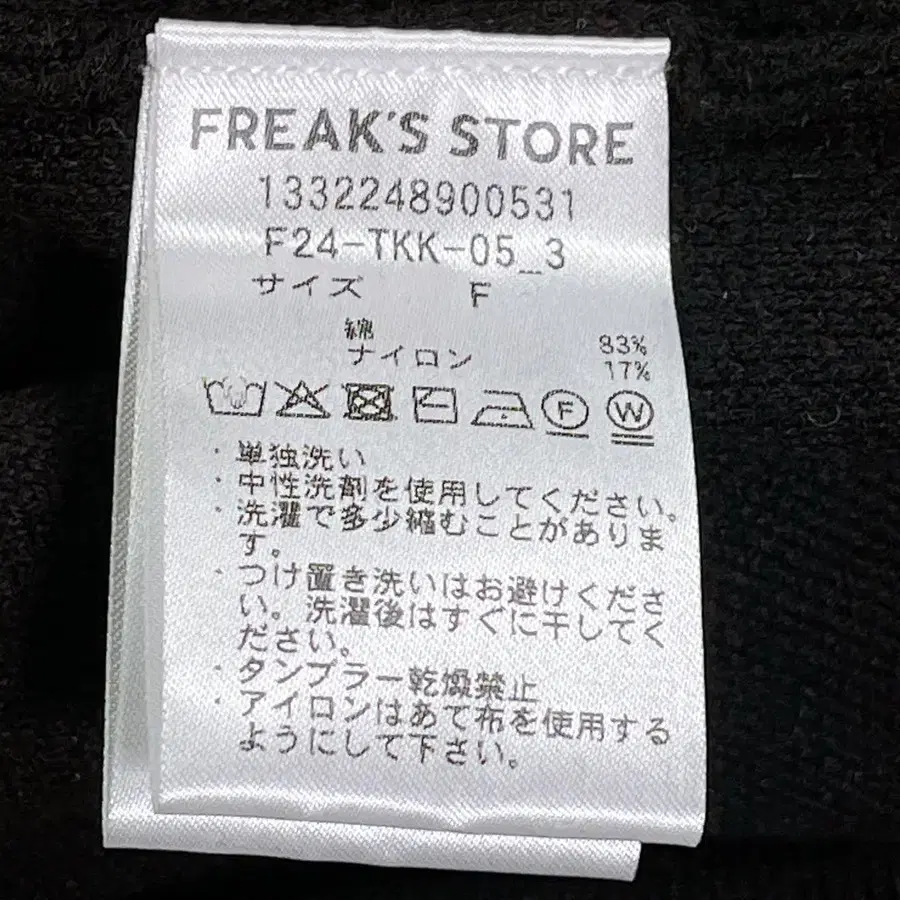 FREAK'S STORE
1332248900531
F24-TKK-05_3
サイズ F
綿 83%
ナイロン 17%
F W
・単独洗い
・中性洗剤を使用してください。
・洗濯で多少縮むことがありま
す。
・つけ置き洗いはお避けくださ
い。洗濯後はすぐに干してく
ださい。
・タンブラー乾燥禁止
・アイロンはあて布を使用する
ようにして下さい。